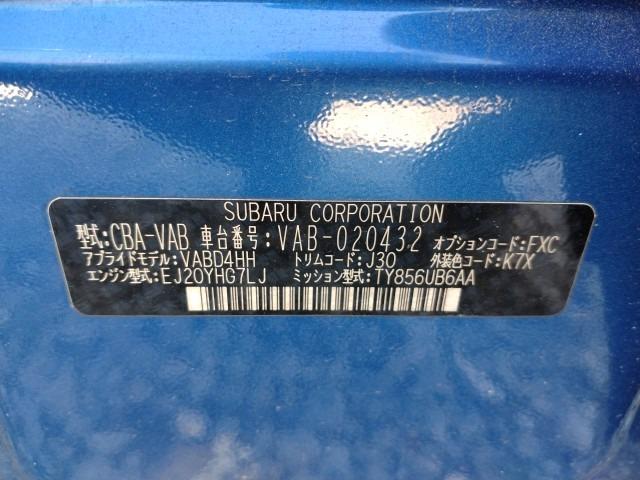 SUBARU CORPORATION
型式:CBA-VAB 車台番号:VAB-020432 オプションコード:FXC
アプライドモデル:VABD4HH トリムコード:J30 外装色コード:K7X
エンジン型式:EJ20YHG7LJ ミッション型式:TY856UB6AA